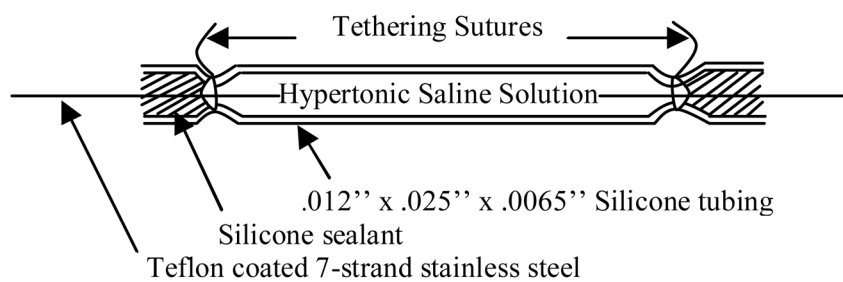 Tethering Sutures
Hypertonic Saline Solution
.012’’ x .025’’ x .0065’’ Silicone tubing
Silicone sealant
Teflon coated 7-strand stainless steel